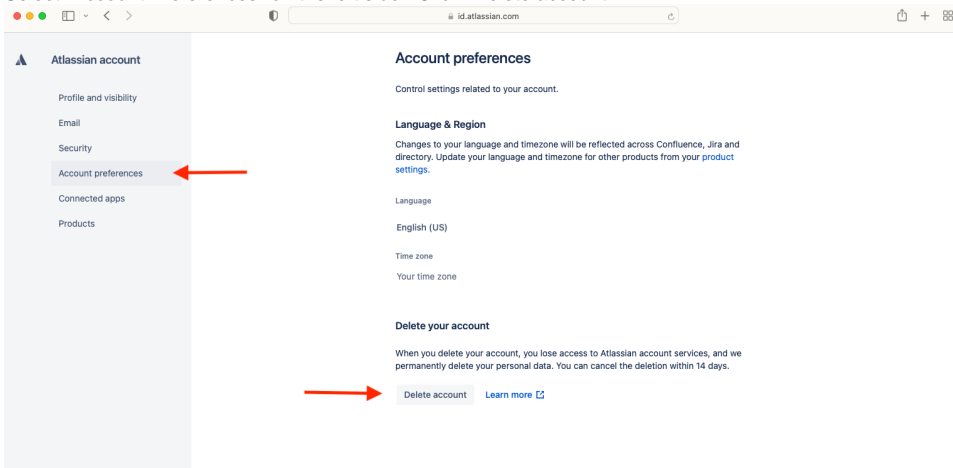 id.atlassian.com
Atlassian account
Profile and visibility
Email
Security
Account preferences
Connected apps
Products
Account preferences
Control settings related to your account.
Language & Region
Changes to your language and timezone will be reflected across Confluence, Jira and
directory. Update your language and timezone for other products from your product
settings.
Language
English (US)
Time zone
Your time zone
Delete your account
When you delete your account, you lose access to Atlassian account services, and we
permanently delete your personal data. You can cancel the deletion within 14 days.
Delete account Learn more